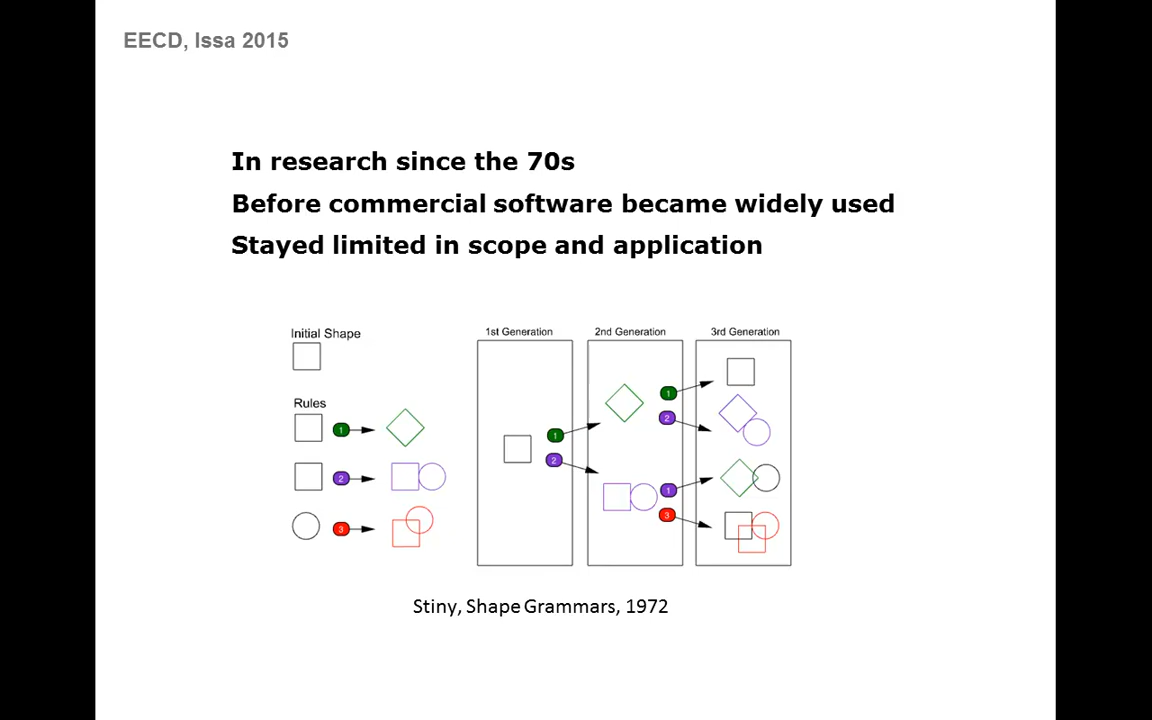 EECD, Issa 2015
In research since the 70s
Before commercial software became widely used
Stayed limited in scope and application
Initial Shape
Rules
1
2
3
1st Generation
2nd Generation
3rd Generation
1
2
1
2
1
3
Stiny, Shape Grammars, 1972